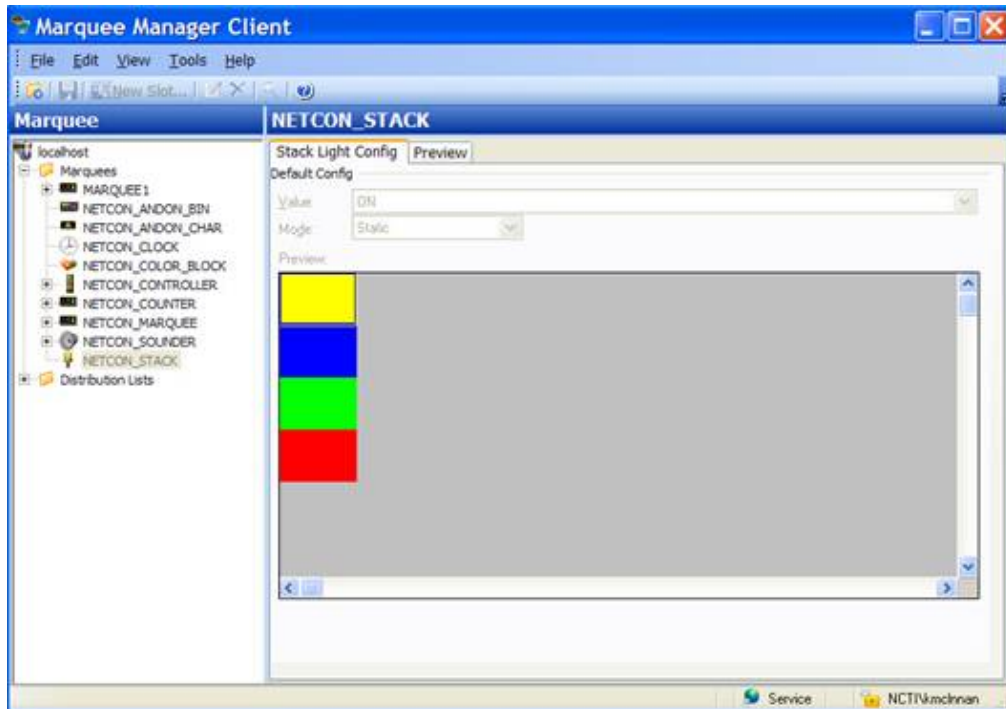 Marquee Manager Client
File Edit View Tools Help
New Slot...
Marquee
NETCON_STACK
localhost
Marquees
MARQUEE1
NETCON_ANDON_BIN
NETCON_ANDON_CHAR
NETCON_CLOCK
NETCON_COLOR_BLOCK
NETCON_CONTROLLER
NETCON_COUNTER
NETCON_MARQUEE
NETCON_SOUNDER
NETCON_STACK
Distribution Lists
Stack Light Config Preview
Default Config
Value: ON
Mode: Static
Preview:
Service NCTI\kmclnnan